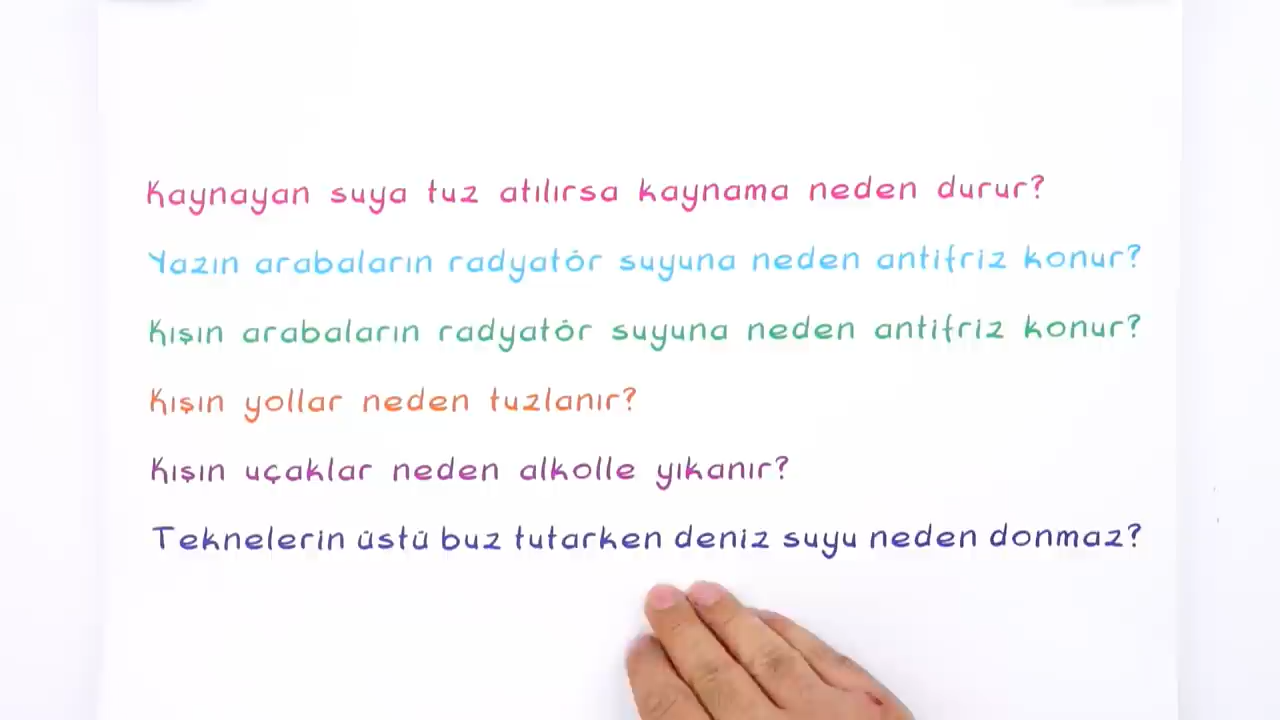 Kaynayan suya tuz atılırsa kaynama neden durur?
Yazın arabaların radyatör suyuna neden antifriz konur?
Kışın arabaların radyatör suyuna neden antifriz konur?
Kışın yollar neden tuzlanır?
Kışın uçaklar neden alkolle yıkanır?
Teknelerin üstü buz tutarken deniz suyu neden donmaz?